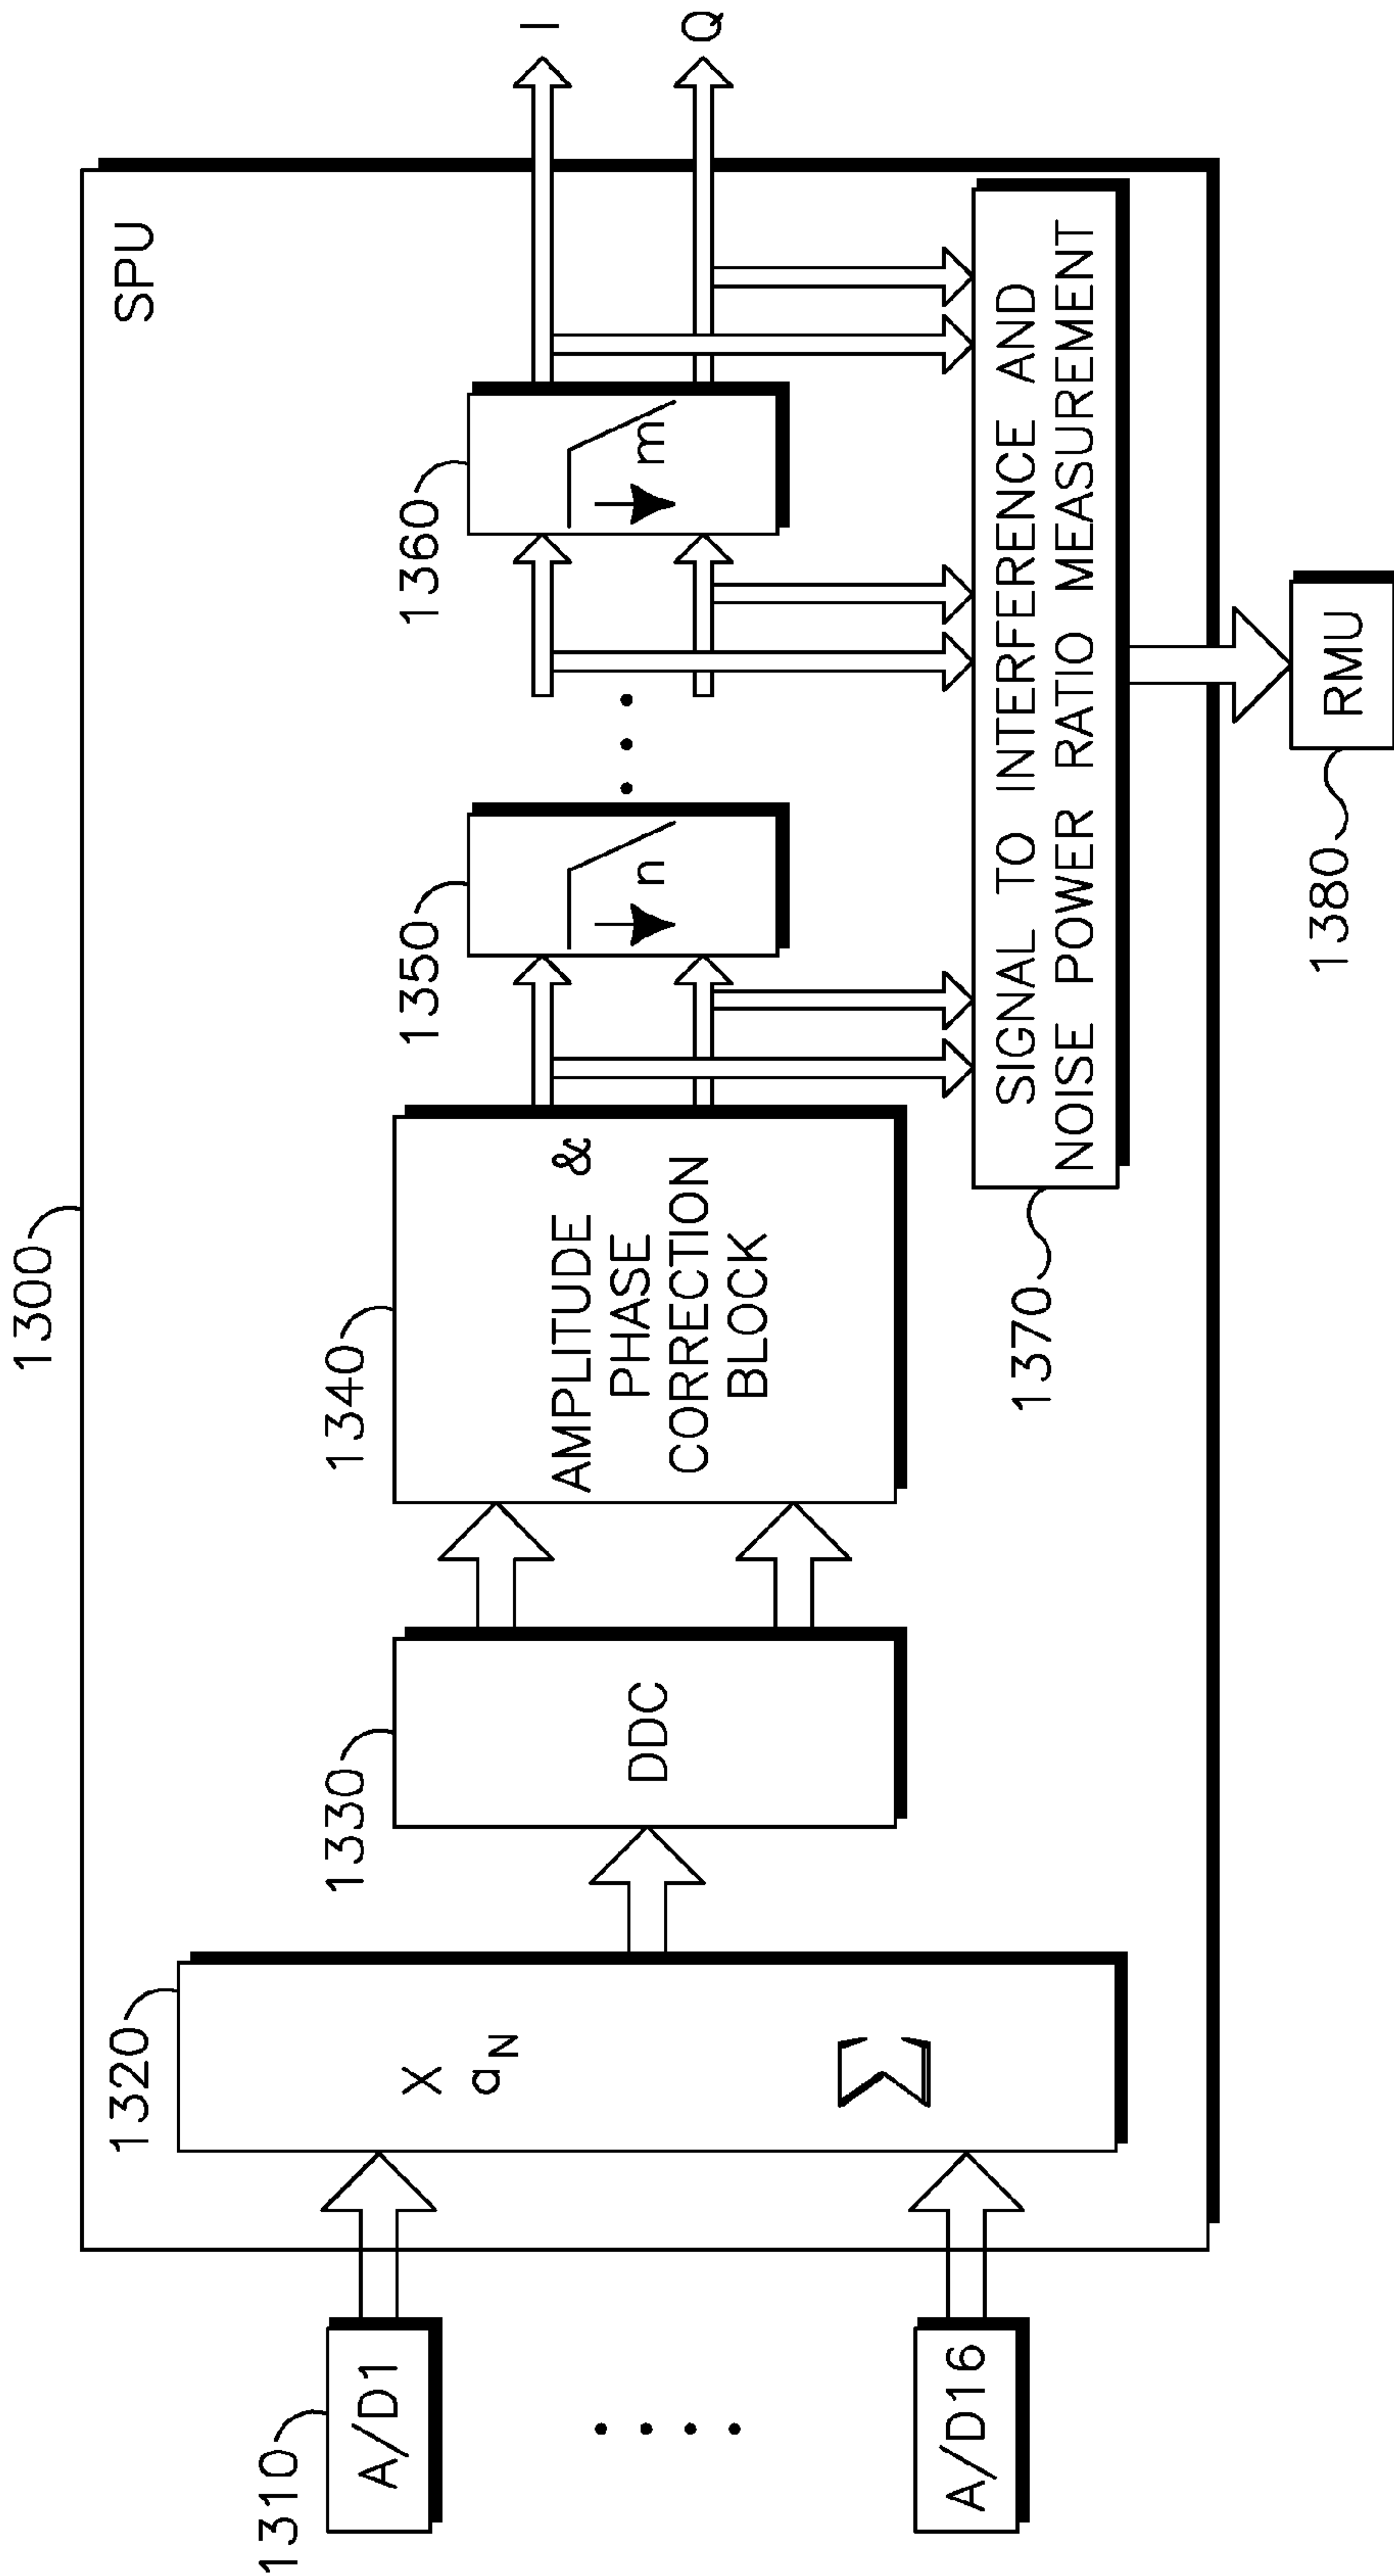 1300
SPU
1310
A/D1
A/D16
1320
X
aN
Σ
1330
DDC
1340
AMPLITUDE &
PHASE
CORRECTION
BLOCK
1350
n
1360
m
I
Q
1370
SIGNAL TO INTERFERENCE AND
NOISE POWER RATIO MEASUREMENT
1380
RMU